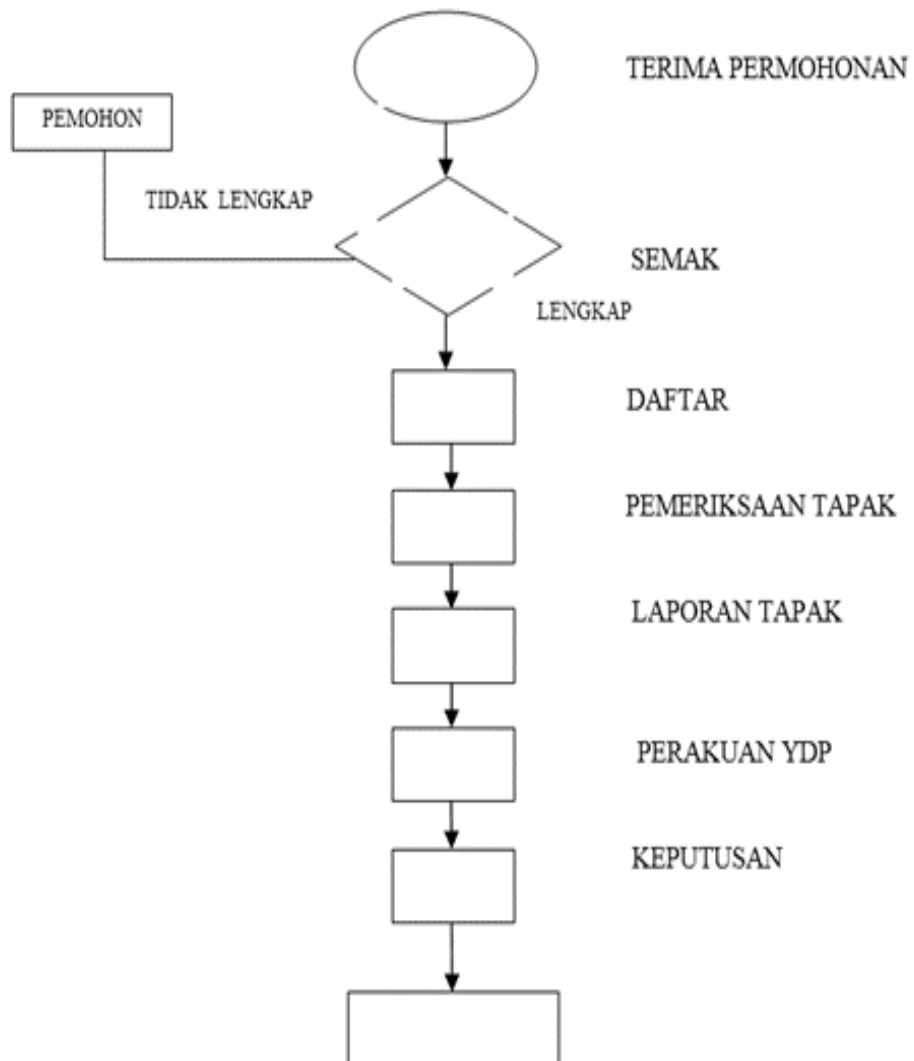 TERIMA PERMOHONAN
PEMOHON
TIDAK LENGKAP
SEMAK
LENGKAP
DAFTAR
PEMERIKSAAN TAPAK
LAPORAN TAPAK
PERAKUAN YDP
KEPUTUSAN